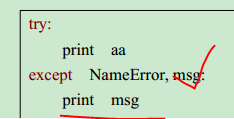 try:
print aa
except NameError, msg:
print msg